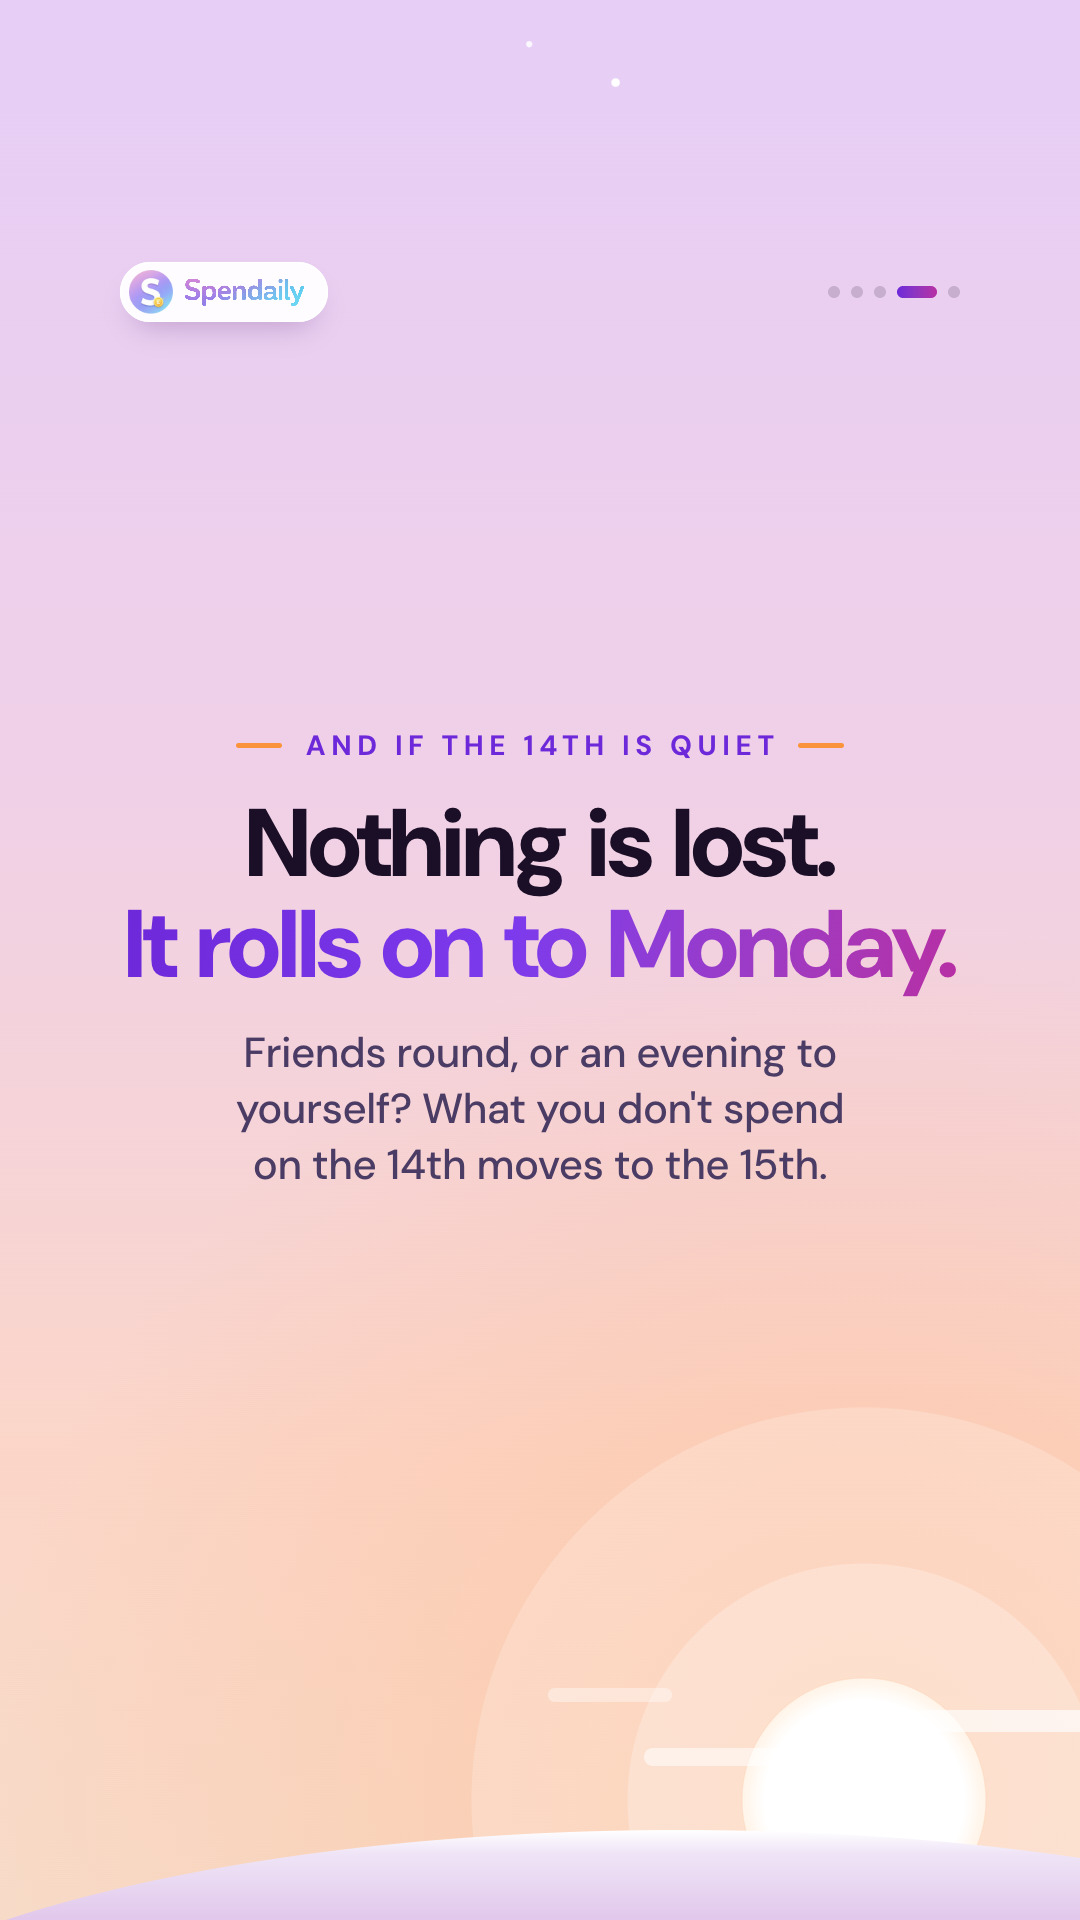 Spendaily
AND IF THE 14TH IS QUIET
Nothing is lost.
It rolls on to Monday.
Friends round, or an evening to
yourself? What you don't spend
on the 14th moves to the 15th.